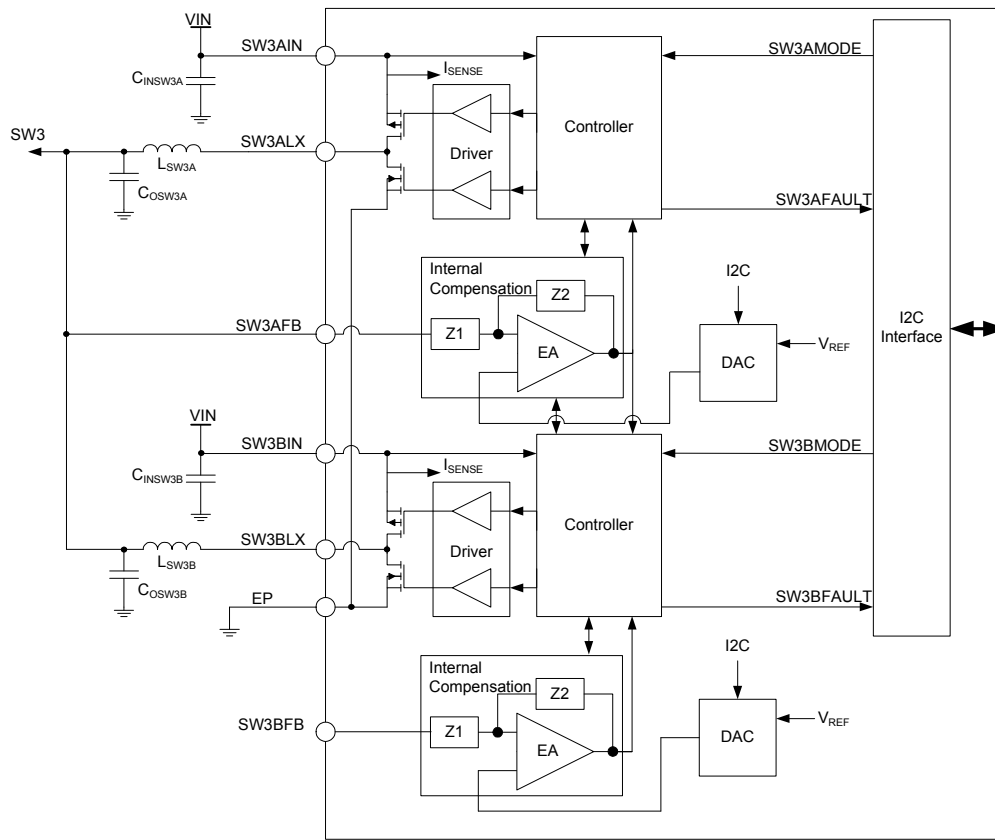 VIN
SW3AIN
CINSW3A
ISENSE
SW3AMODE
Controller
SW3
LSW3A
SW3ALX
Driver
COSW3A
SW3AFAULT
Internal
Compensation
Z2
I2C
SW3AFB
Z1
EA
DAC
VREF
I2C
Interface
VIN
SW3BIN
CINSW3B
ISENSE
SW3BMODE
Controller
LSW3B
SW3BLX
Driver
COSW3B
EP
SW3BFAULT
Internal
Compensation
Z2
I2C
SW3BFB
Z1
EA
DAC
VREF